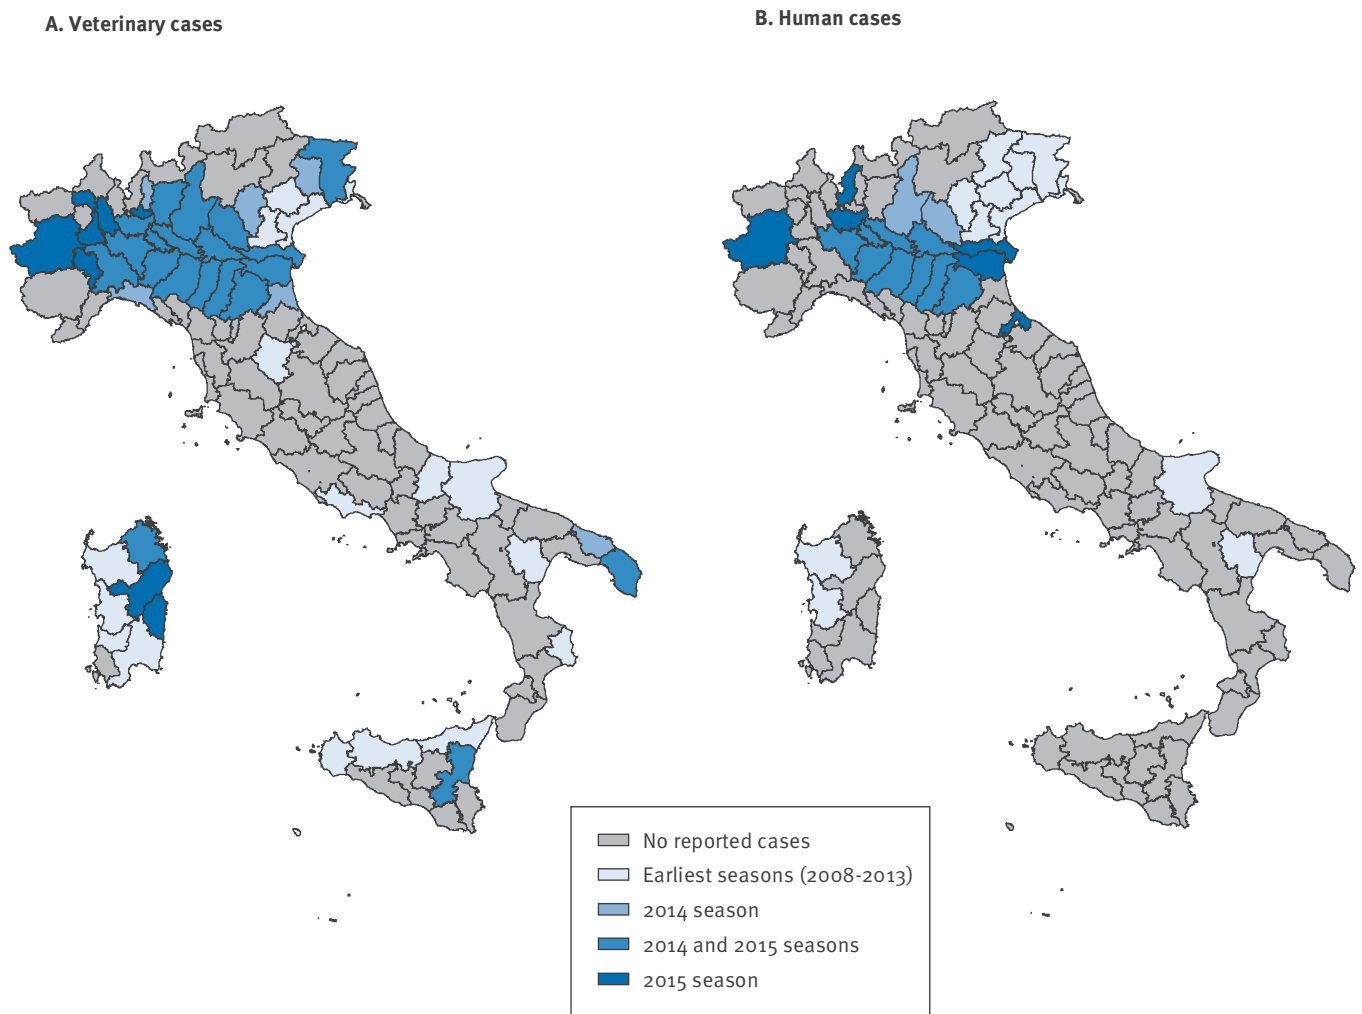 A. Veterinary cases
B. Human cases
No reported cases
Earliest seasons (2008-2013)
2014 season
2014 and 2015 seasons
2015 season